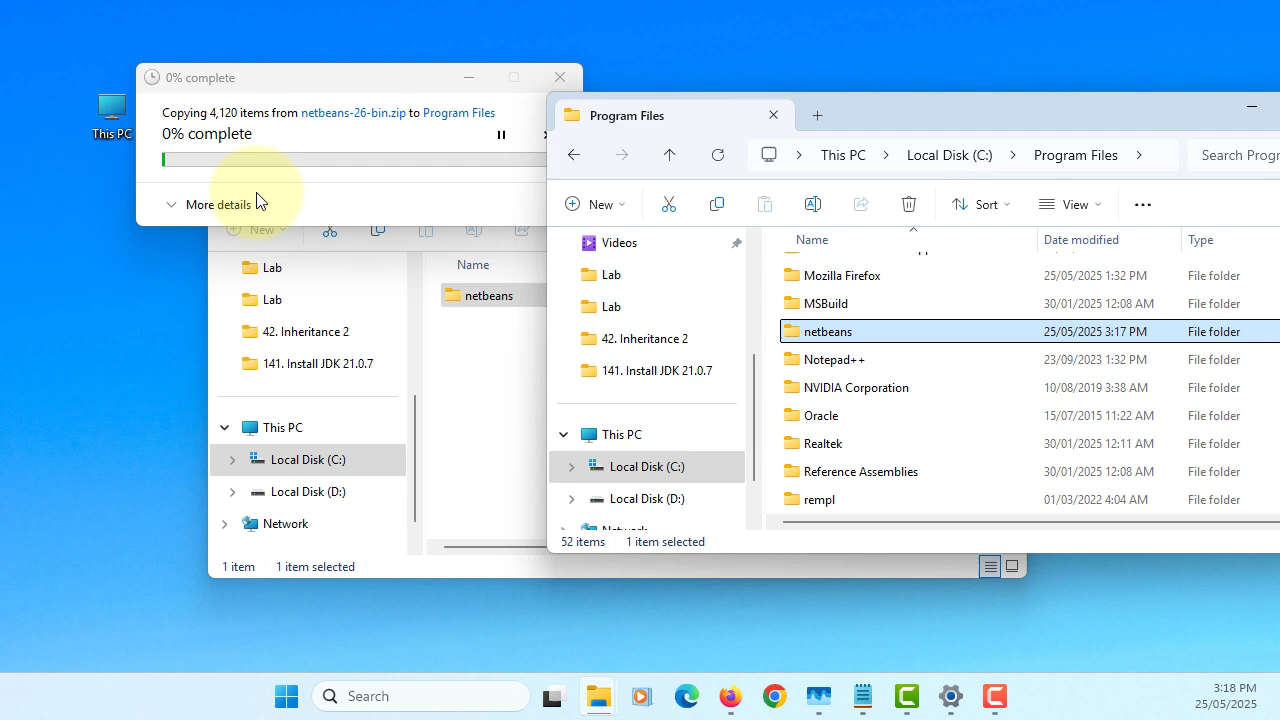 This PC
0% complete
Copying 4,120 items from netbeans-26-bin.zip to Program Files
0% complete
More details
New
Name
Lab
netbeans
Lab
42. Inheritance 2
141. Install JDK 21.0.7
This PC
Local Disk (C:)
Local Disk (D:)
Network
1 item 1 item selected
Program Files
This PC Local Disk (C:) Program Files Search Progr
New Sort View
Videos
Lab
Lab
42. Inheritance 2
141. Install JDK 21.0.7
This PC
Local Disk (C:)
Local Disk (D:)
Network
Name Date modified Type
Mozilla Firefox 25/05/2025 1:32 PM File folder
MSBuild 30/01/2025 12:08 AM File folder
netbeans 25/05/2025 3:17 PM File folder
Notepad++ 23/09/2023 1:32 PM File folder
NVIDIA Corporation 10/08/2019 3:38 AM File folder
Oracle 15/07/2015 11:22 AM File folder
Realtek 30/01/2025 12:11 AM File folder
Reference Assemblies 30/01/2025 12:08 AM File folder
rempl 01/03/2022 4:04 AM File folder
52 items 1 item selected
Search
3:18 PM
25/05/2025